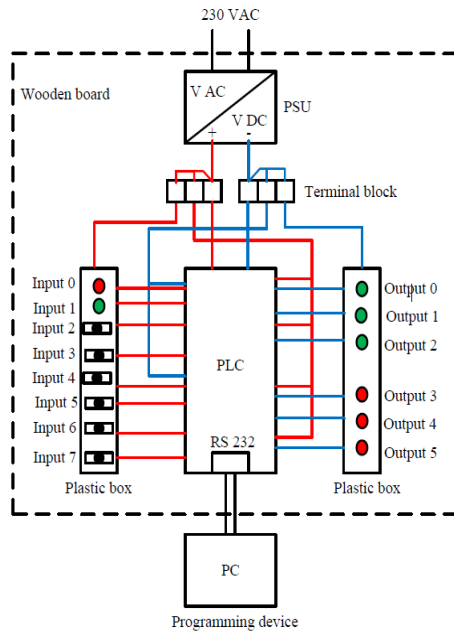 230 VAC
Wooden board
V AC
PSU
V DC
+ -
Terminal block
Input 0
Input 1
Input 2
Input 3
Input 4
Input 5
Input 6
Input 7
Plastic box
PLC
RS 232
Output 0
Output 1
Output 2
Output 3
Output 4
Output 5
Plastic box
PC
Programming device